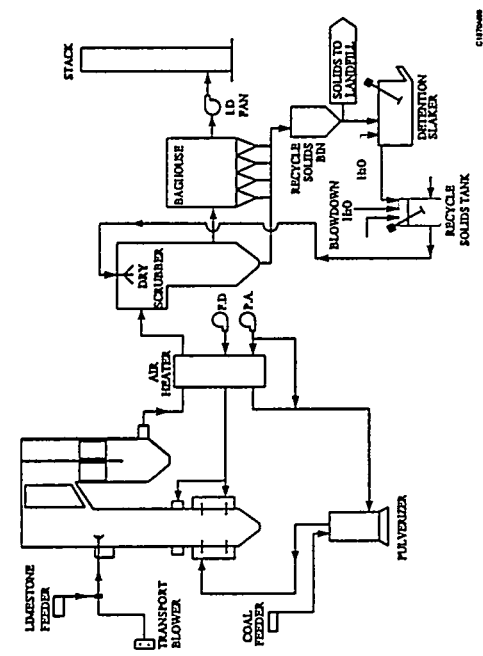 STACK
I.D.
FAN
BAGHOUSE
SOLIDS TO
LANDFILL
RECYCLE
SOLIDS
BIN
DETENTION
SLAKER
H2O
BLOWDOWN
H2O
RECYCLE
SOLIDS TANK
DRY
SCRUBBER
F.D
P.A.
AIR
HEATER
PULVERIZER
LIMESTONE
FEEDER
TRANSPORT
BLOWER
COAL
FEEDER